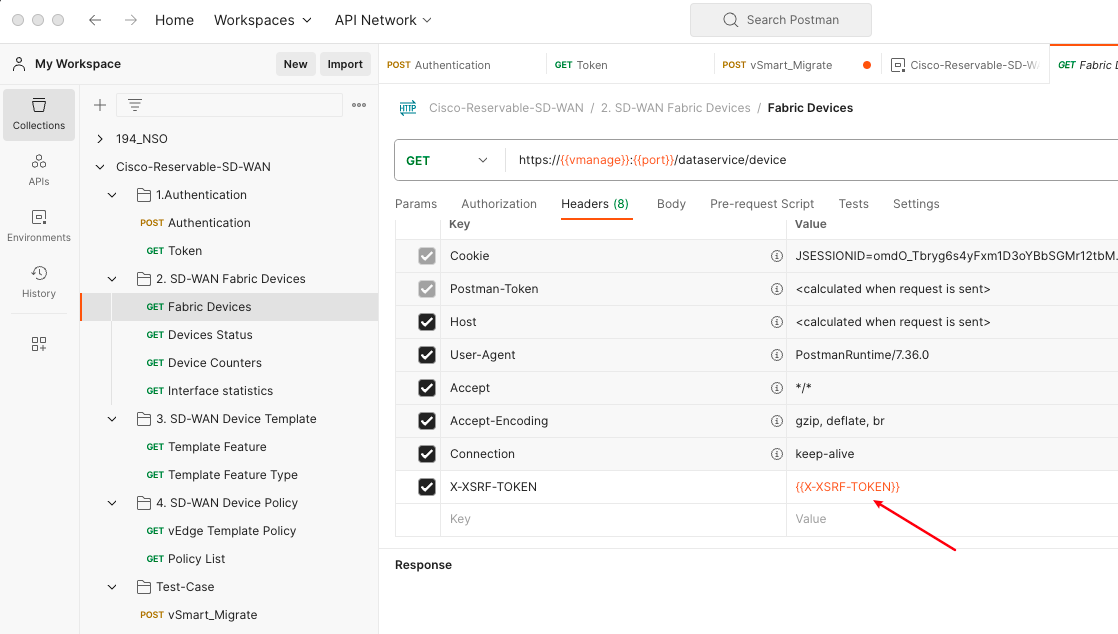 Home Workspaces API Network Search Postman
My Workspace New Import
POST Authentication GET Token POST vSmart_Migrate Cisco-Reservable-SD-W GET Fabric
Collections
APIs
Environments
History
194_NSO
Cisco-Reservable-SD-WAN
1.Authentication
POST Authentication
GET Token
2. SD-WAN Fabric Devices
GET Fabric Devices
GET Devices Status
GET Device Counters
GET Interface statistics
3. SD-WAN Device Template
GET Template Feature
GET Template Feature Type
4. SD-WAN Device Policy
GET vEdge Template Policy
GET Policy List
Test-Case
POST vSmart_Migrate
HTTP Cisco-Reservable-SD-WAN / 2. SD-WAN Fabric Devices / Fabric Devices
GET https://{{vmanage}}:{{port}}/dataservice/device
Params Authorization Headers (8) Body Pre-request Script Tests Settings
Key Value
Cookie JSESSIONID=omdO_Tbryg6s4yFxm1D3oYBbSGMr12tbM...
Postman-Token <calculated when request is sent>
Host <calculated when request is sent>
User-Agent PostmanRuntime/7.36.0
Accept */*
Accept-Encoding gzip, deflate, br
Connection keep-alive
X-XSRF-TOKEN {{X-XSRF-TOKEN}}
Key Value
Response